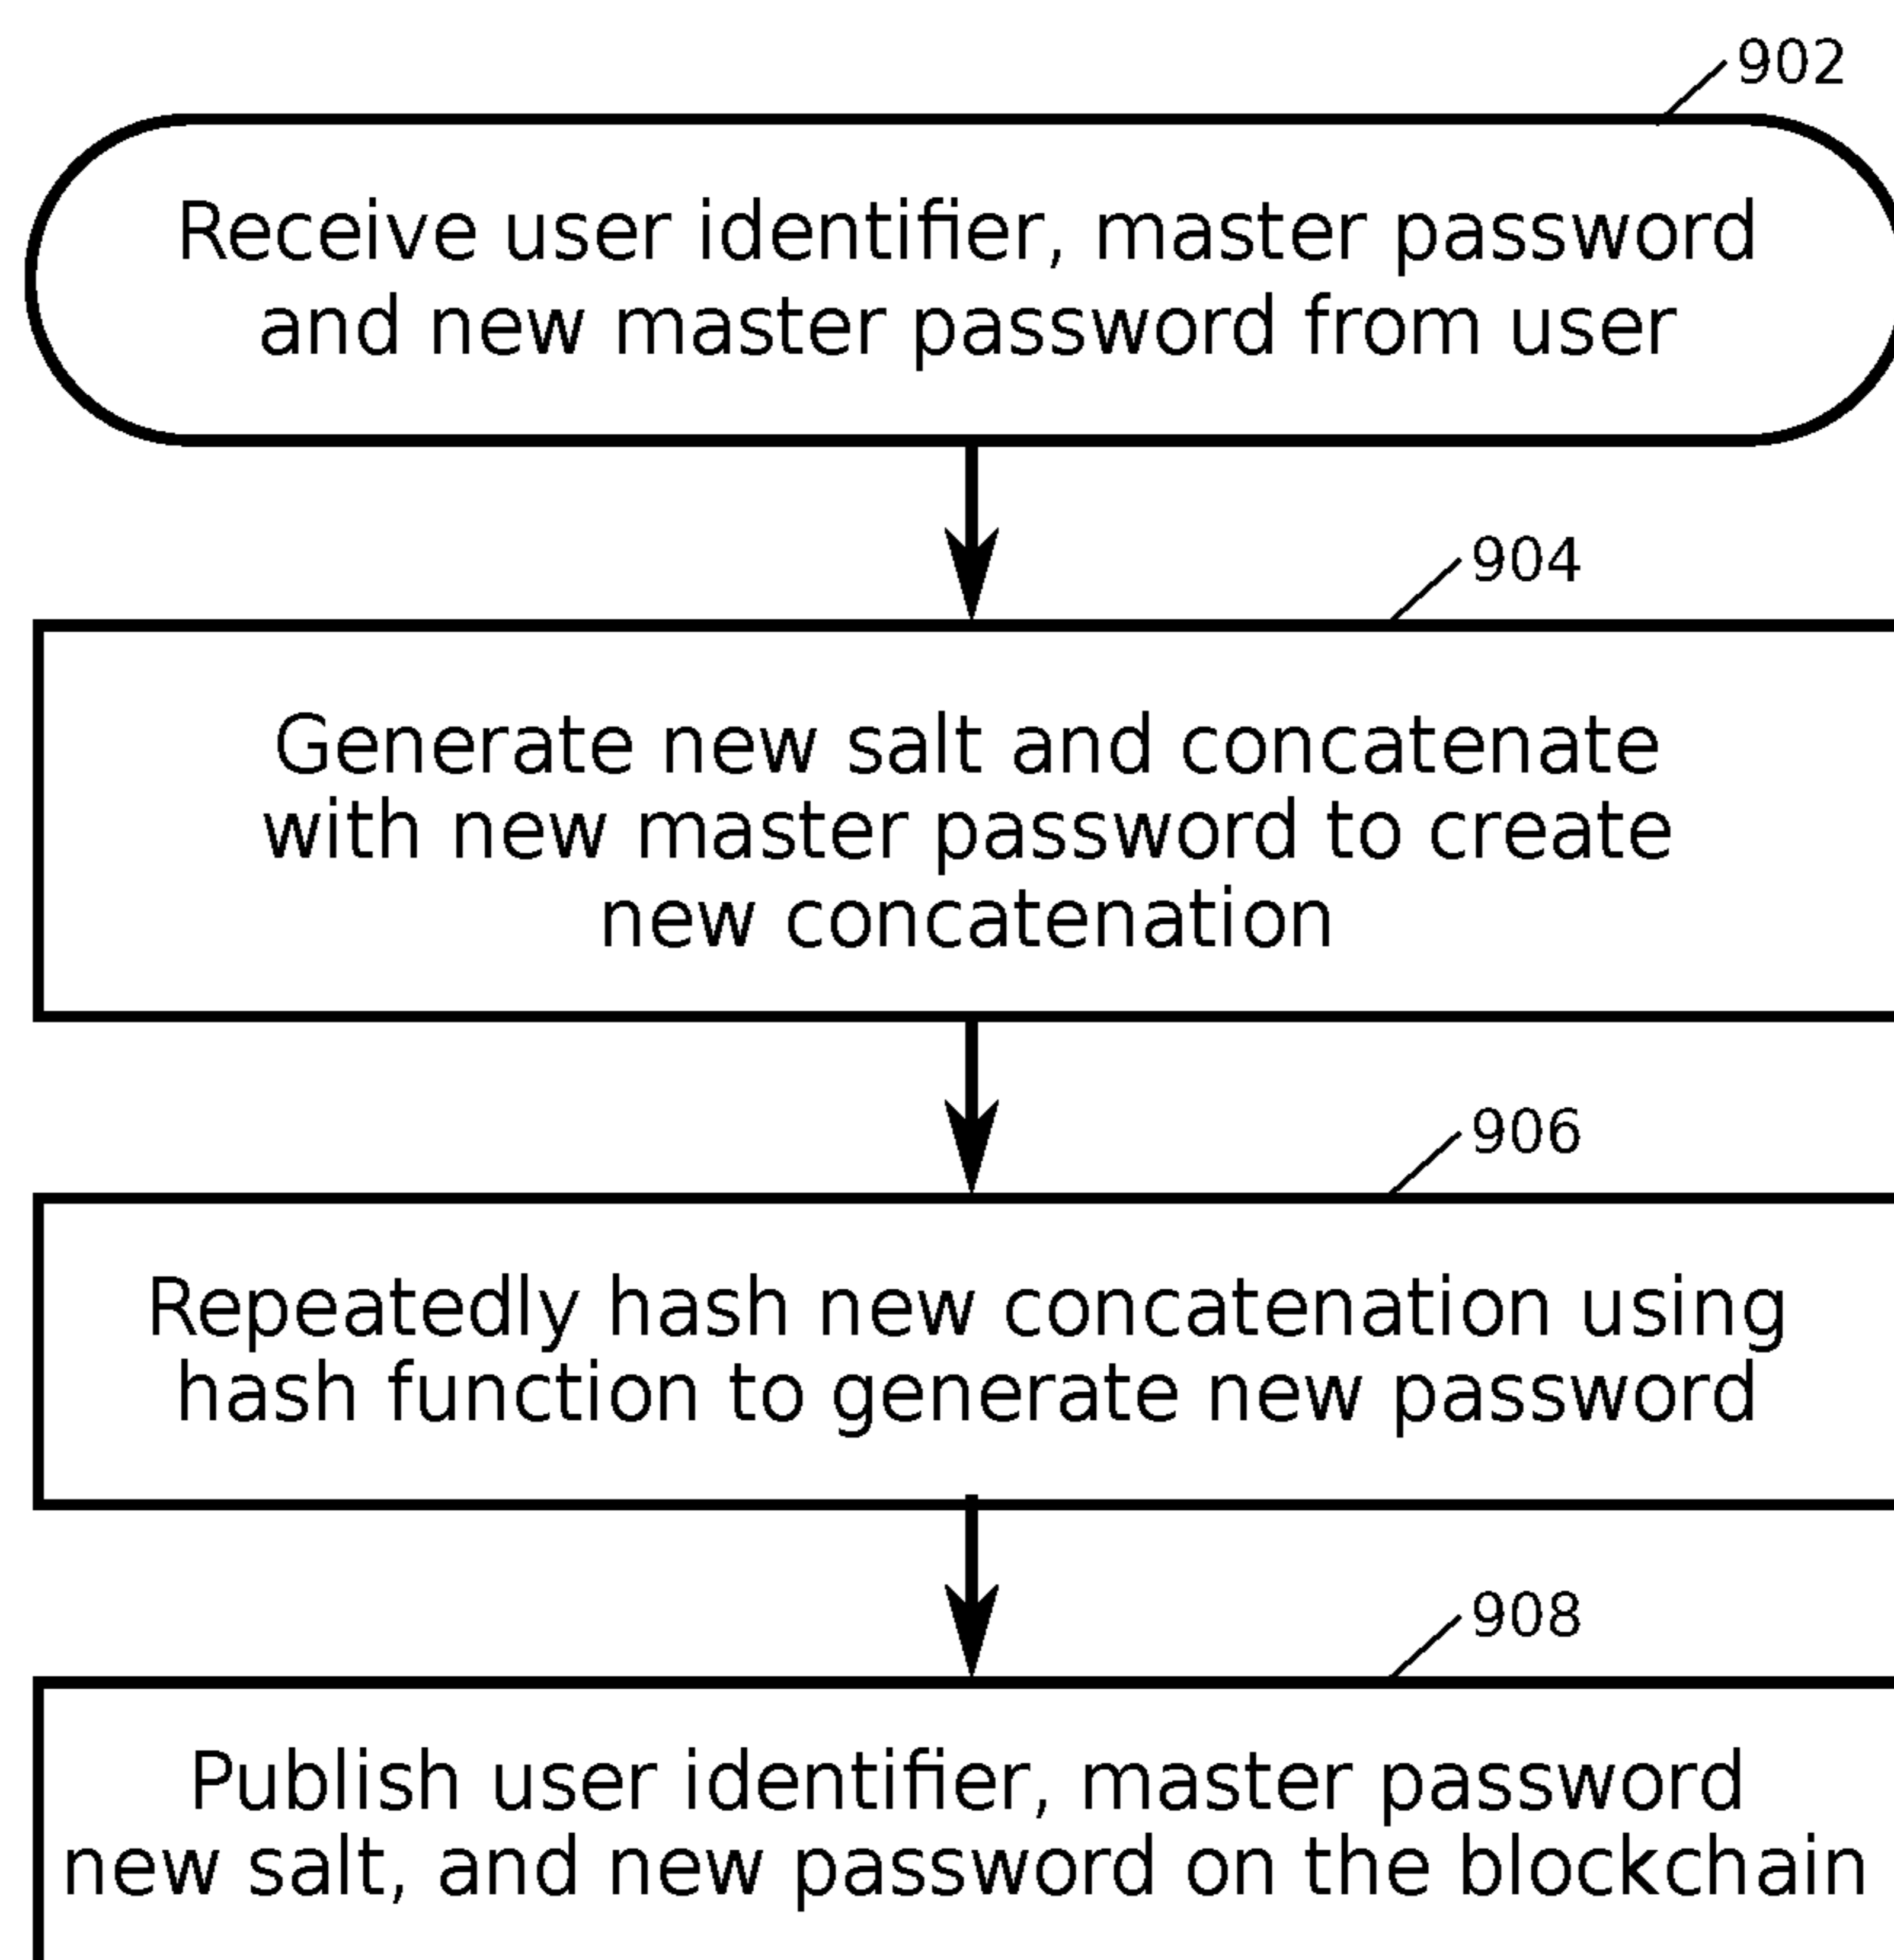 902
Receive user identifier, master password
and new master password from user
904
Generate new salt and concatenate
with new master password to create
new concatenation
906
Repeatedly hash new concatenation using
hash function to generate new password
908
Publish user identifier, master password
new salt, and new password on the blockchain